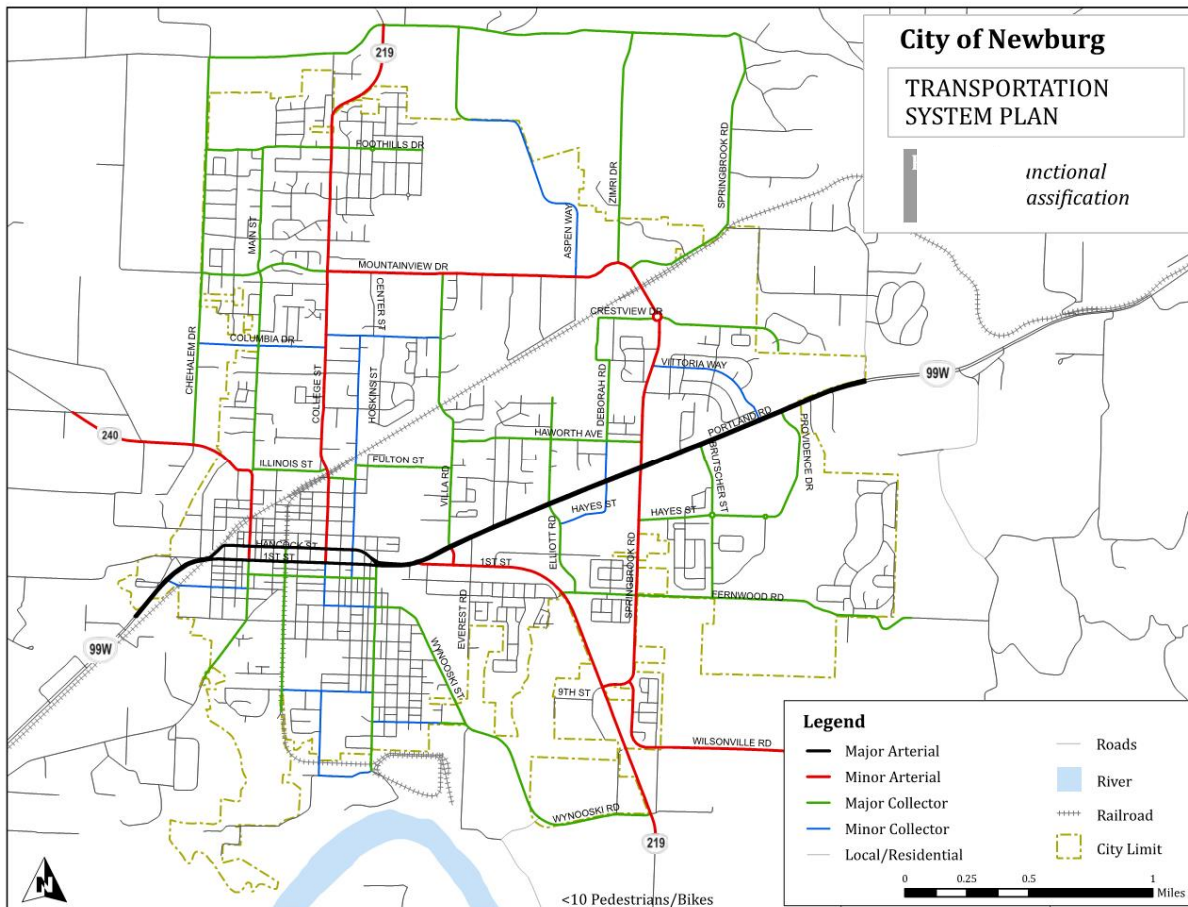 City of Newburg
TRANSPORTATION
SYSTEM PLAN
unctional
assification
219
FOOTHILLS DR
MAIN ST
ZIMRI DR
SPRINGBROOK RD
ASPEN WAY
MOUNTAINVIEW DR
CENTER ST
CRESTVIEW DR
COLUMBIA DR
CHEHALEM DR
COLLEGE ST
HOSKINS ST
VITTORIA WAY
DEBORAH RD
99W
PORTLAND RD
PROVIDENCE DR
240
HAWORTH AVE
ILLINOIS ST
FULTON ST
VILLA RD
BRUTSCHER ST
HAYES ST
HAYES ST
ELLIOTT RD
HANCOCK ST
1ST ST
1ST ST
SPRINGBROOK RD
EVEREST RD
FERNWOOD RD
99W
WYNOOSKI ST
9TH ST
WILSONVILLE RD
WYNOOSKI RD
219
N
<10 Pedestrians/Bikes
Legend
Major Arterial
Minor Arterial
Major Collector
Minor Collector
Local/Residential
Roads
River
Railroad
City Limit
0 0.25 0.5 1
Miles